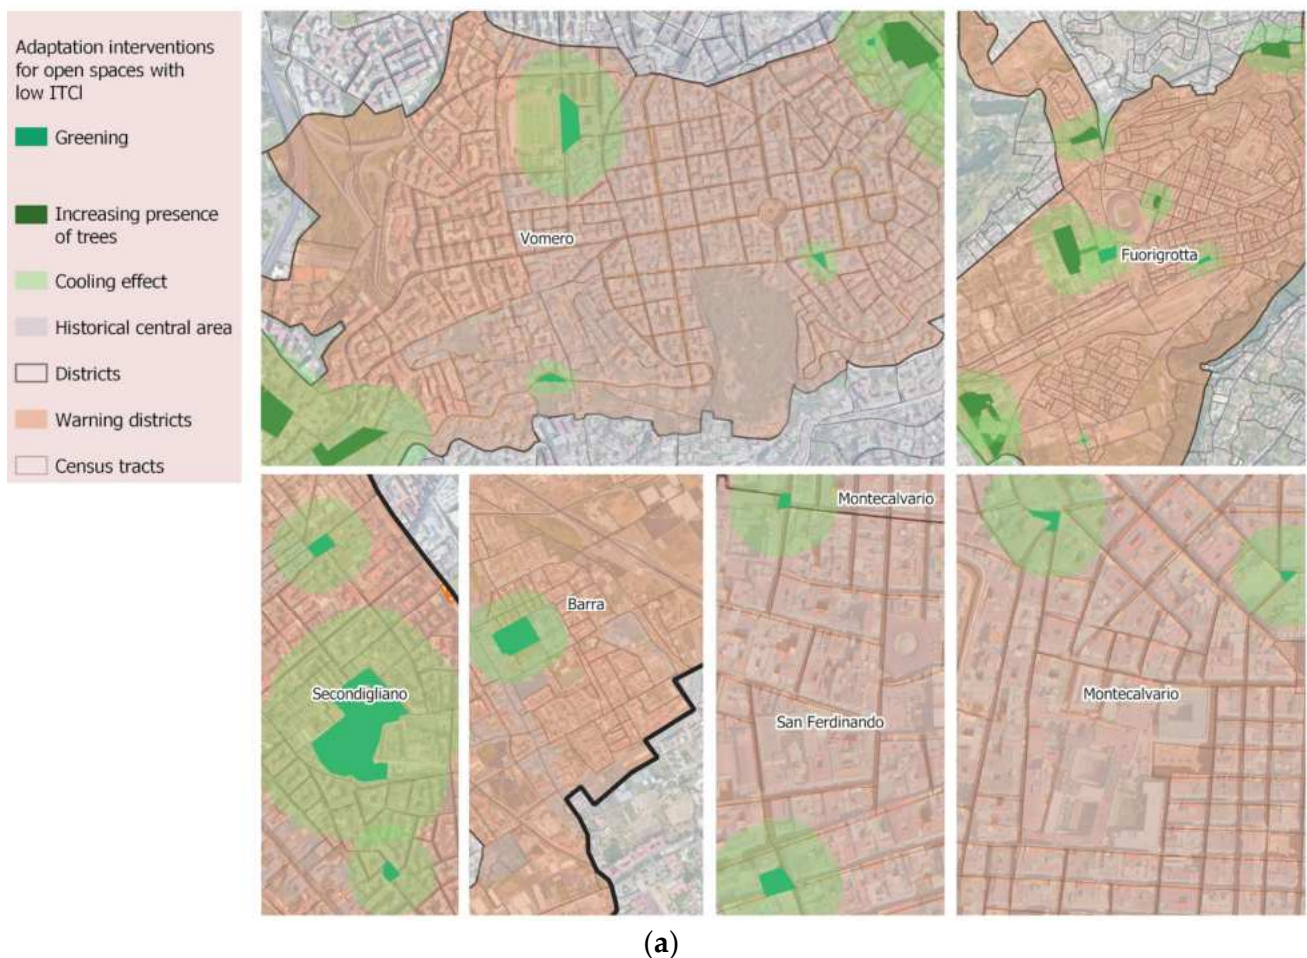 Adaptation interventions
for open spaces with
low ITCI
Greening
Increasing presence
of trees
Cooling effect
Historical central area
Districts
Warning districts
Census tracts
Vomero
Fuorigrotta
Secondigliano
Barra
Montecalvario
San Ferdinando
Montecalvario
(a)